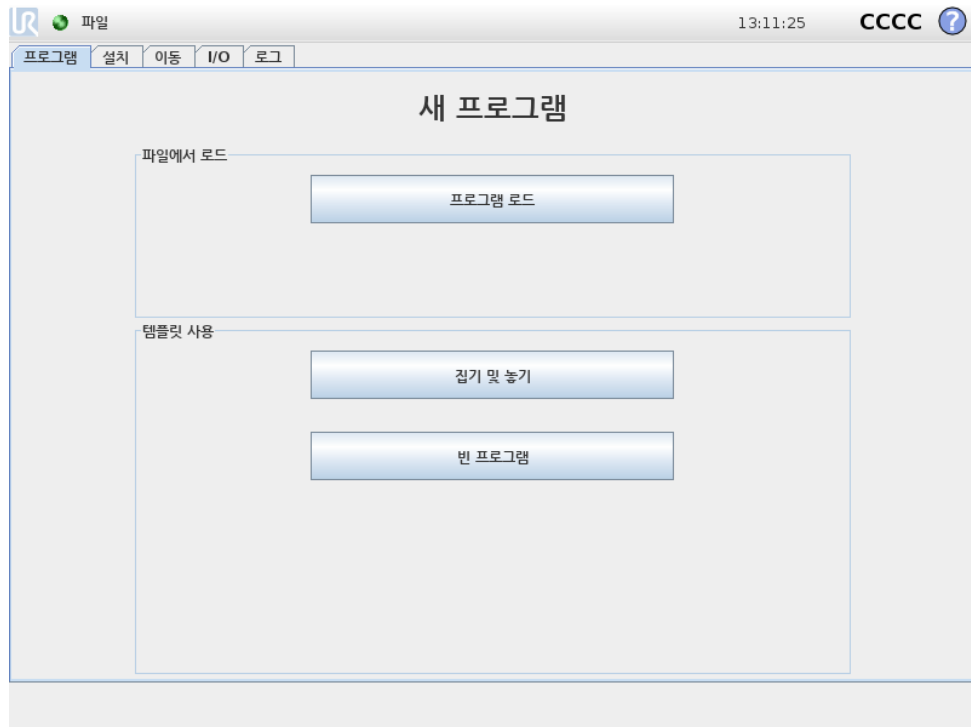 UR 파일 13:11:25 CCCC ?
프로그램 설치 이동 I/O 로그
새 프로그램
파일에서 로드
프로그램 로드
템플릿 사용
집기 및 놓기
빈 프로그램